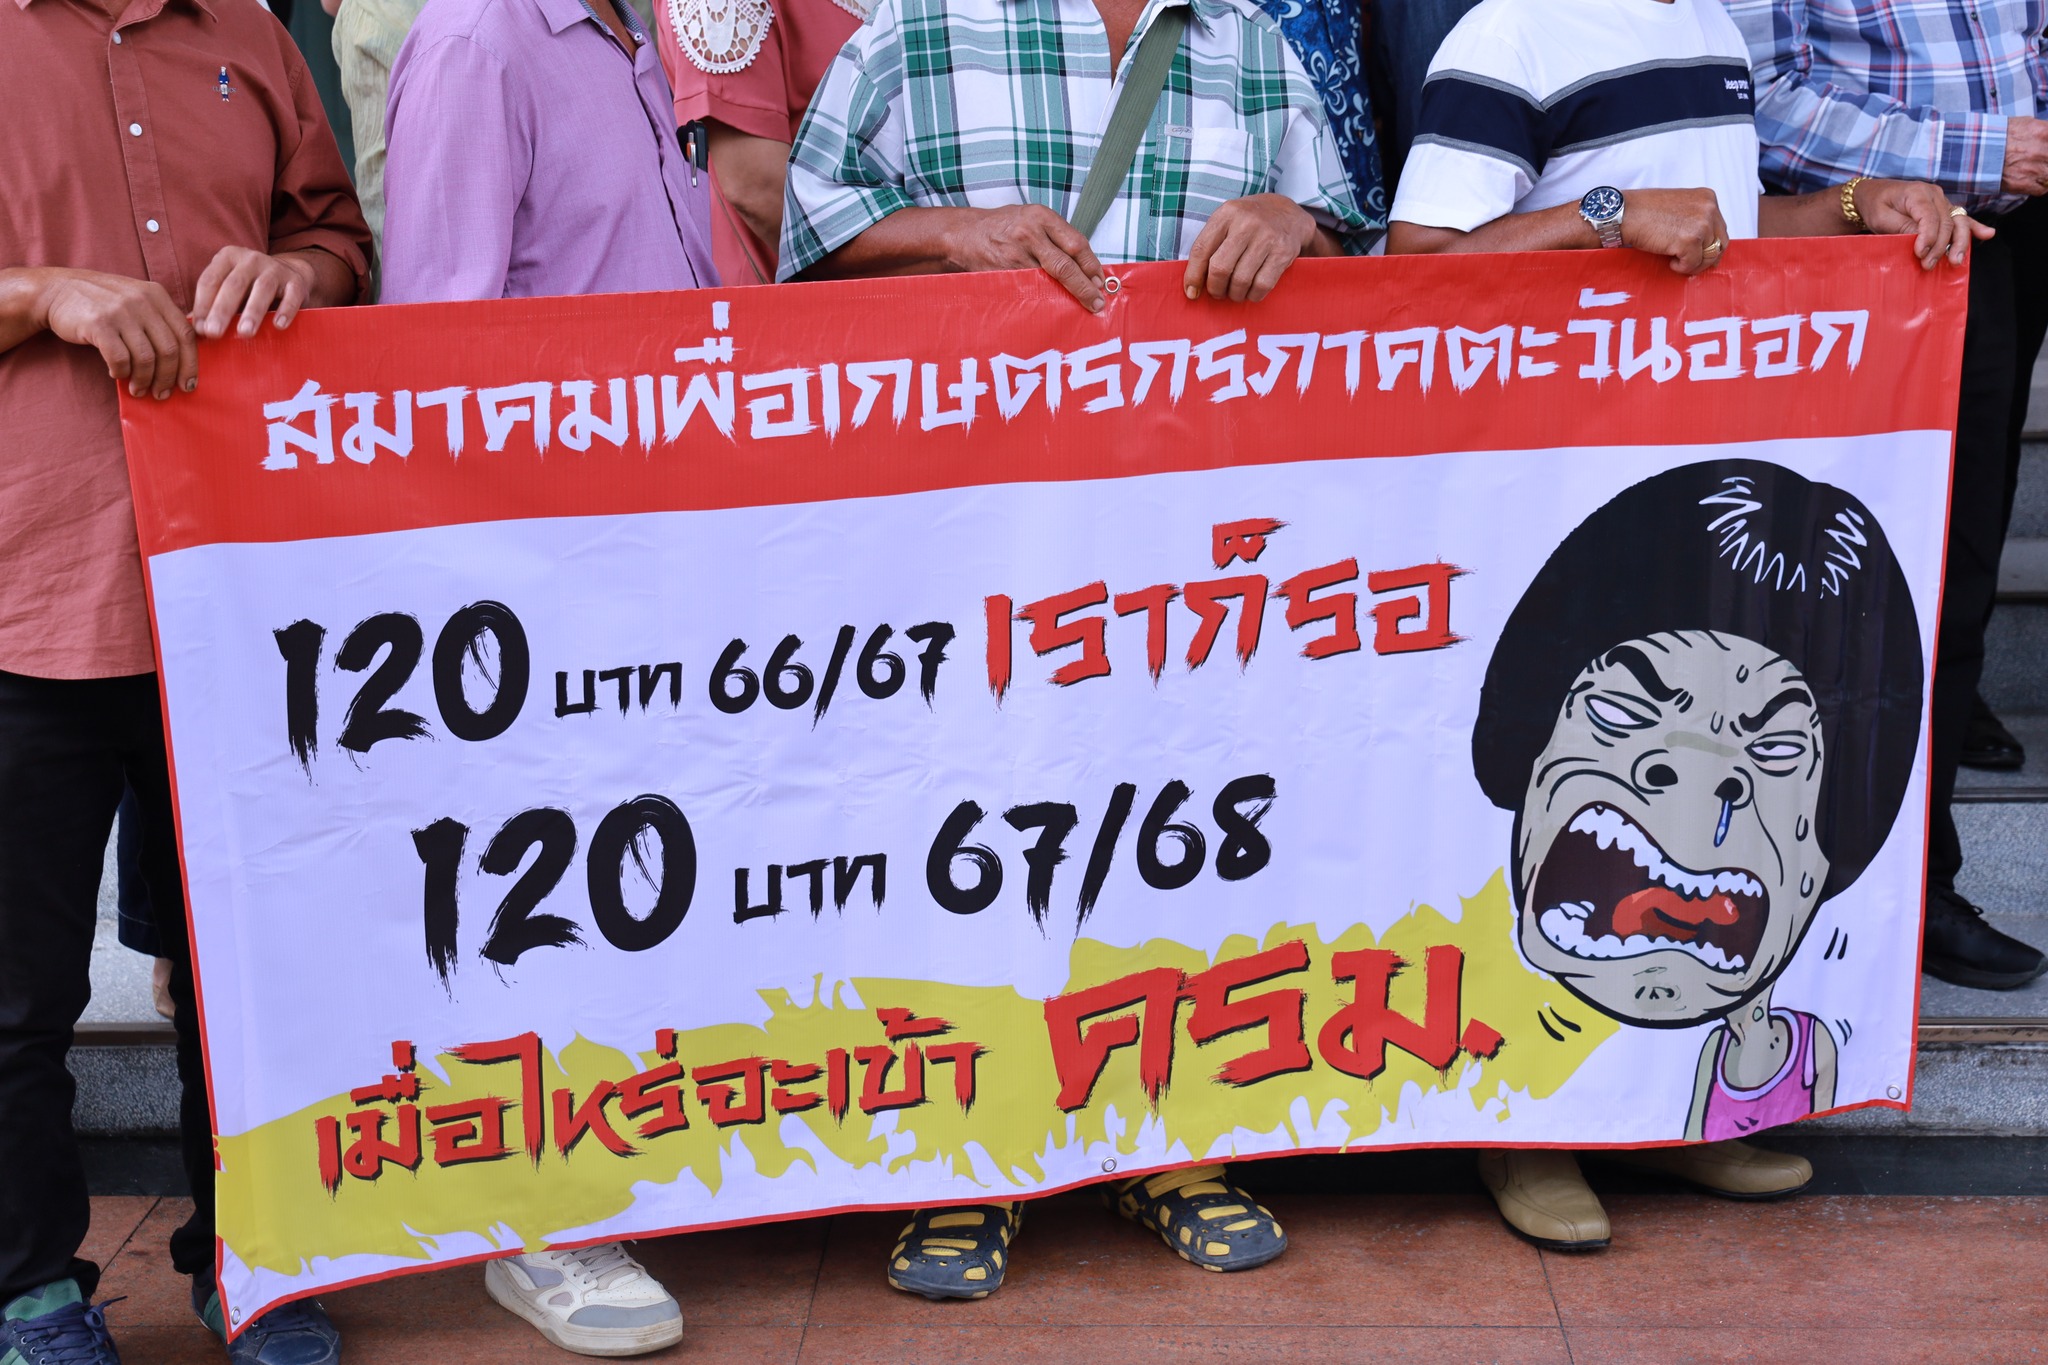 สมาคมเพื่อเกษตรกรภาคตะวันออก
120 บาท 66/67 เราก็รอ
120 บาท 67/68
เมื่อไหร่จะเข้า ครม.